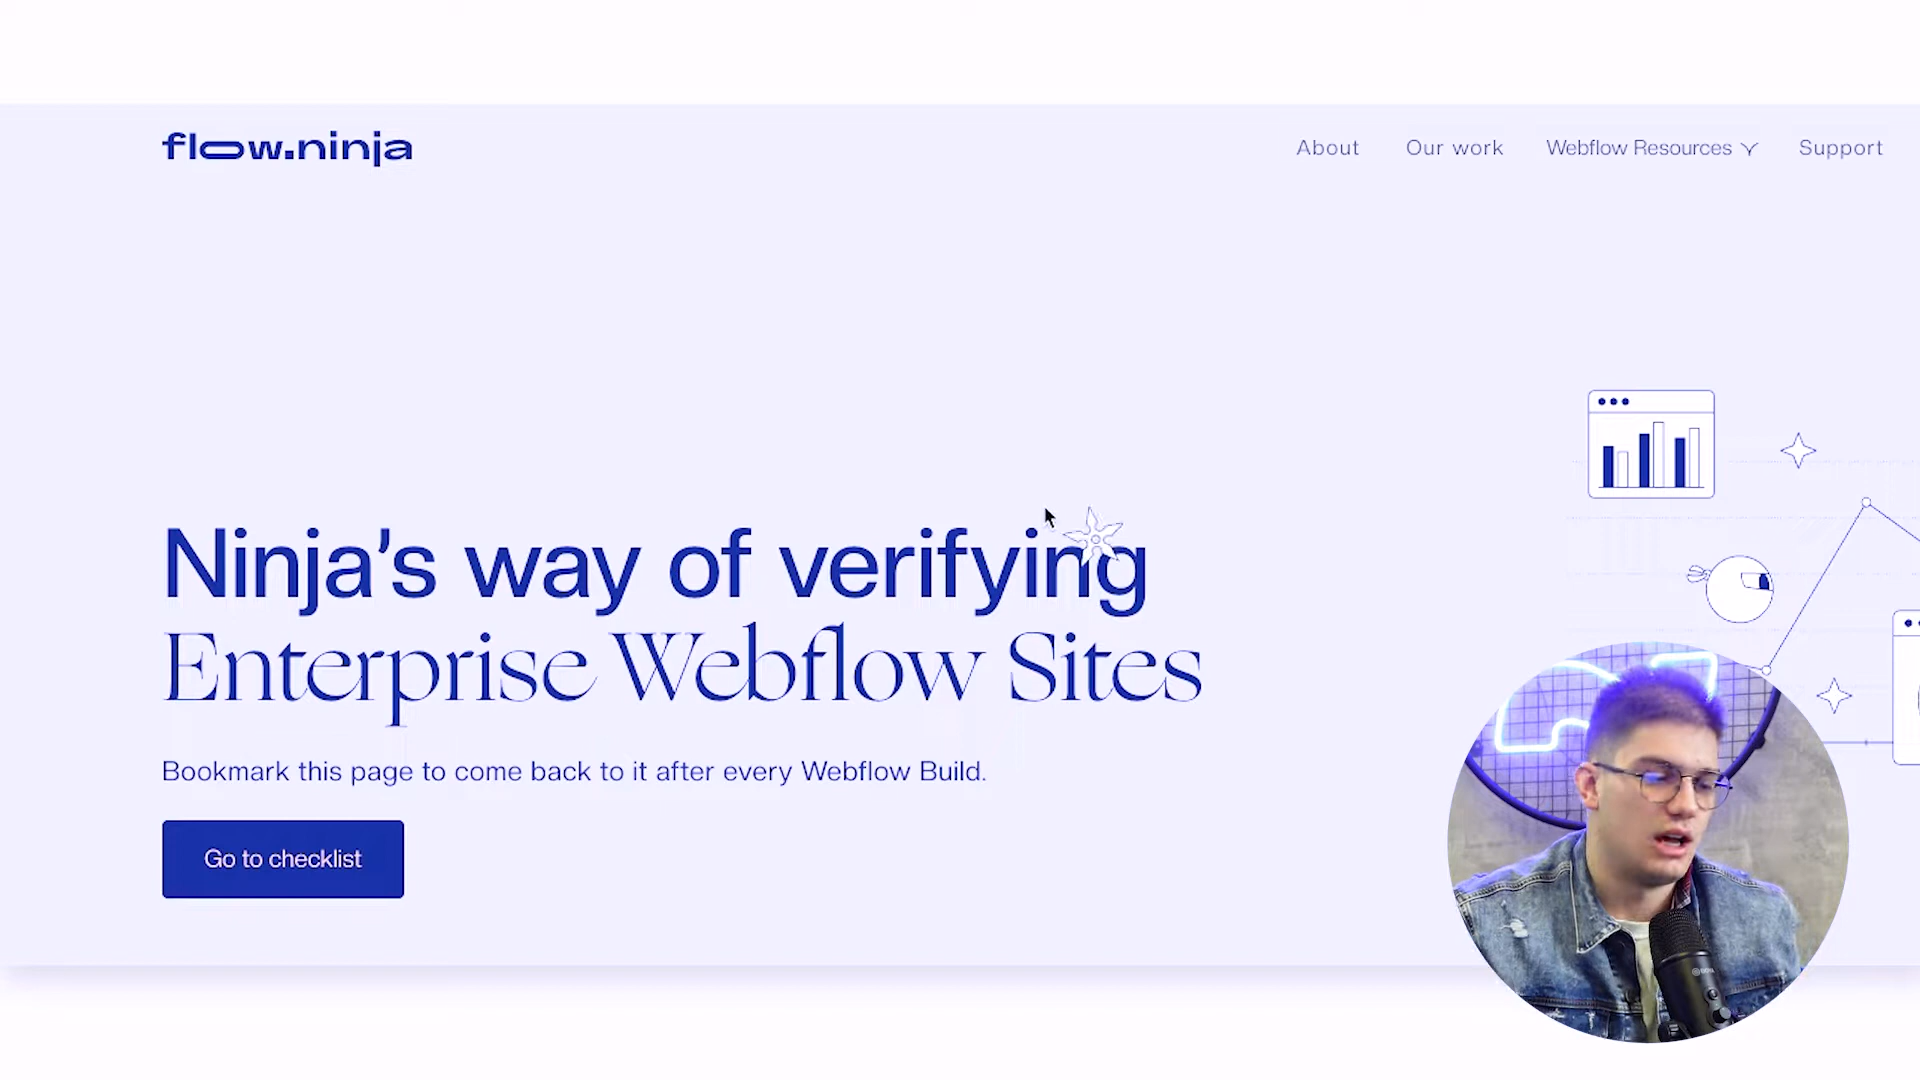 flow.ninja
About
Our work
Webflow Resources
Support
Ninja's way of verifying
Enterprise Webflow Sites
Bookmark this page to come back to it after every Webflow Build.
Go to checklist